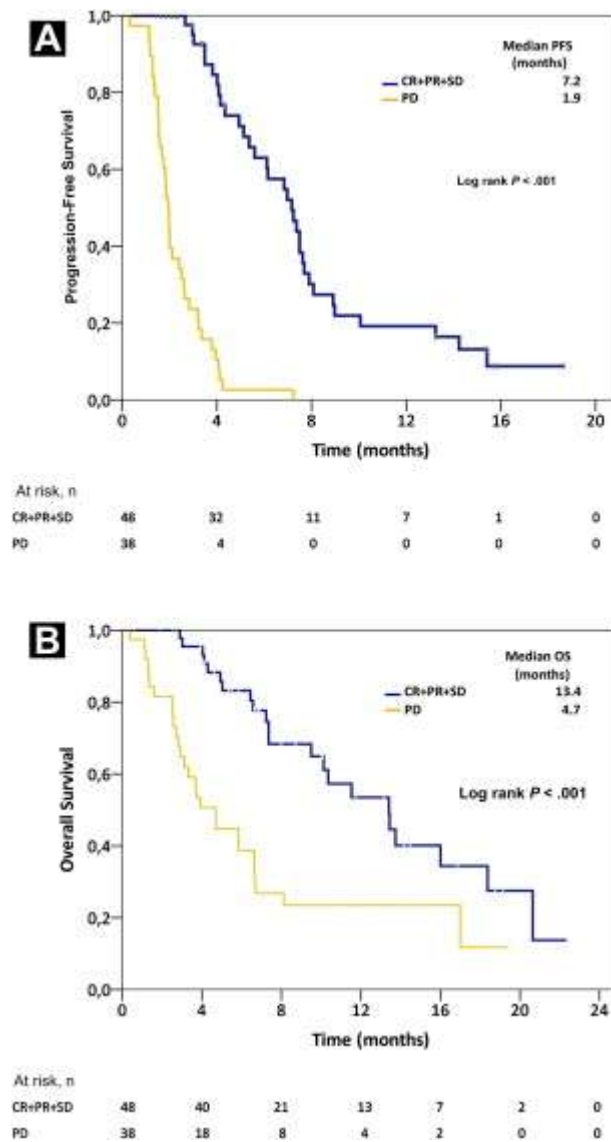 A
Median PFS
(months)
CR+PR+SD 7.2
PD 1.9
Log rank P < .001
Progression-Free Survival
1,0
0,8
0,6
0,4
0,2
0,0
0 4 8 12 16 20
Time (months)
At risk, n
CR+PR+SD 48 32 11 7 1 0
PD 38 4 0 0 0 0
B
Median OS
(months)
CR+PR+SD 13.4
PD 4.7
Log rank P < .001
Overall Survival
1,0
0,8
0,6
0,4
0,2
0,0
0 4 8 12 16 20 24
Time (months)
At risk, n
CR+PR+SD 48 40 21 13 7 2 0
PD 38 18 8 4 2 0 0